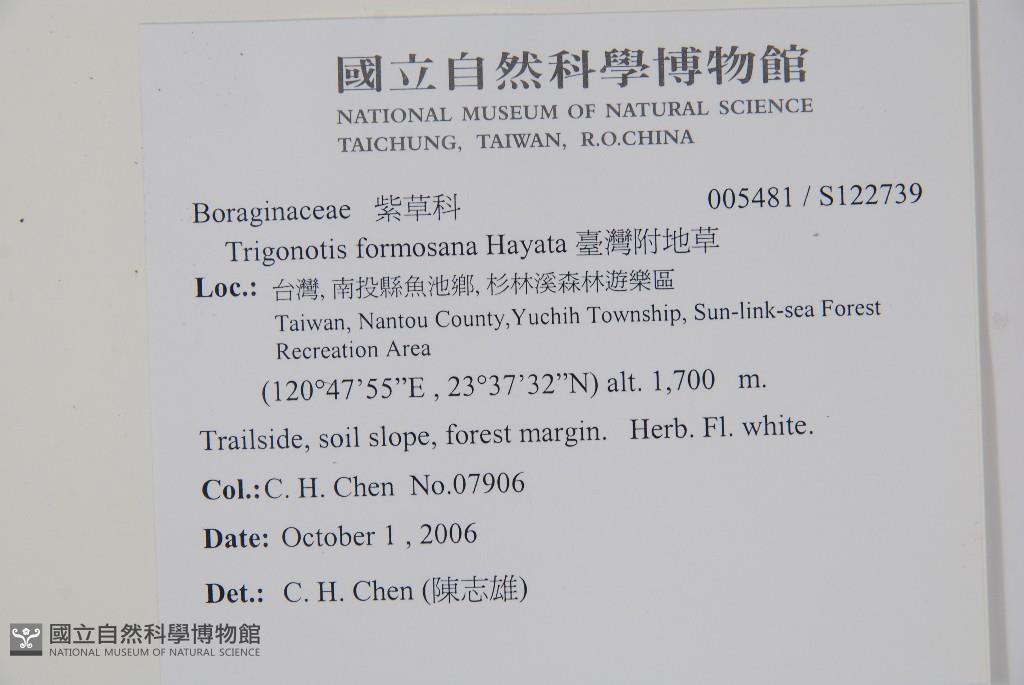 國立自然科學博物館
NATIONAL MUSEUM OF NATURAL SCIENCE
TAICHUNG, TAIWAN, R.O.CHINA
Boraginaceae 紫草科 005481 / S122739
Trigonotis formosana Hayata 臺灣附地草
Loc.: 台灣, 南投縣魚池鄉, 杉林溪森林遊樂區
Taiwan, Nantou County,Yuchih Township, Sun-link-sea Forest
Recreation Area
(120°47’55”E , 23°37’32”N) alt. 1,700 m.
Trailside, soil slope, forest margin. Herb. Fl. white.
Col.:C. H. Chen No.07906
Date: October 1 , 2006
Det.: C. H. Chen (陳志雄)
國立自然科學博物館
NATIONAL MUSEUM OF NATURAL SCIENCE